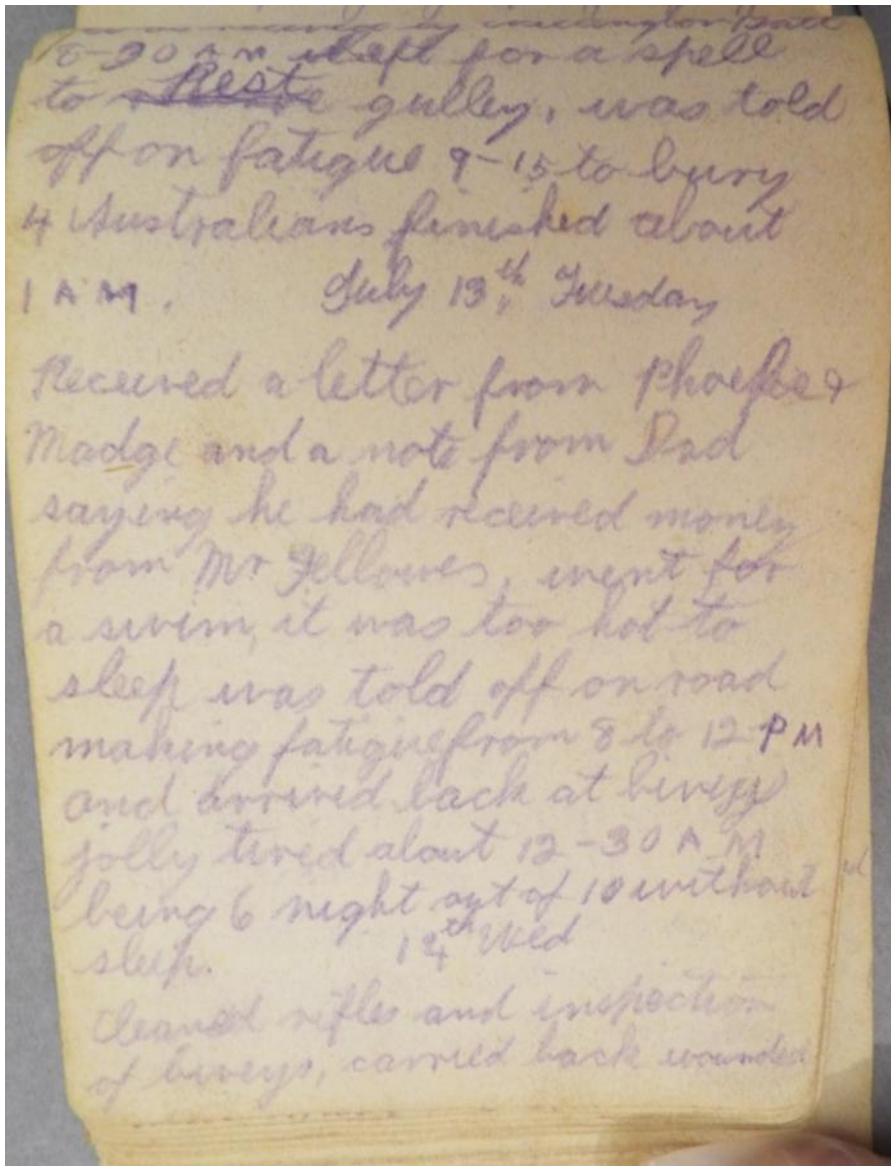 8-30 AM left for a spell
to Rest gulley, was told
off on fatigue 9-15 to bury
4 Australians finished about
1 AM. July 13th Tuesday
Received a letter from Phoebe &
Madge and a note from Dad
saying he had received money
from Mr Fellowes, went for
a swim, it was too hot to
sleep was told off on road
making fatigue from 8 to 12 PM
and arrived back at bivey
jolly tired about 12-30 AM
being 6 night out of 10 without
sleep. 14th Wed
Cleaned rifles and inspection
of biveys, carried back wounded